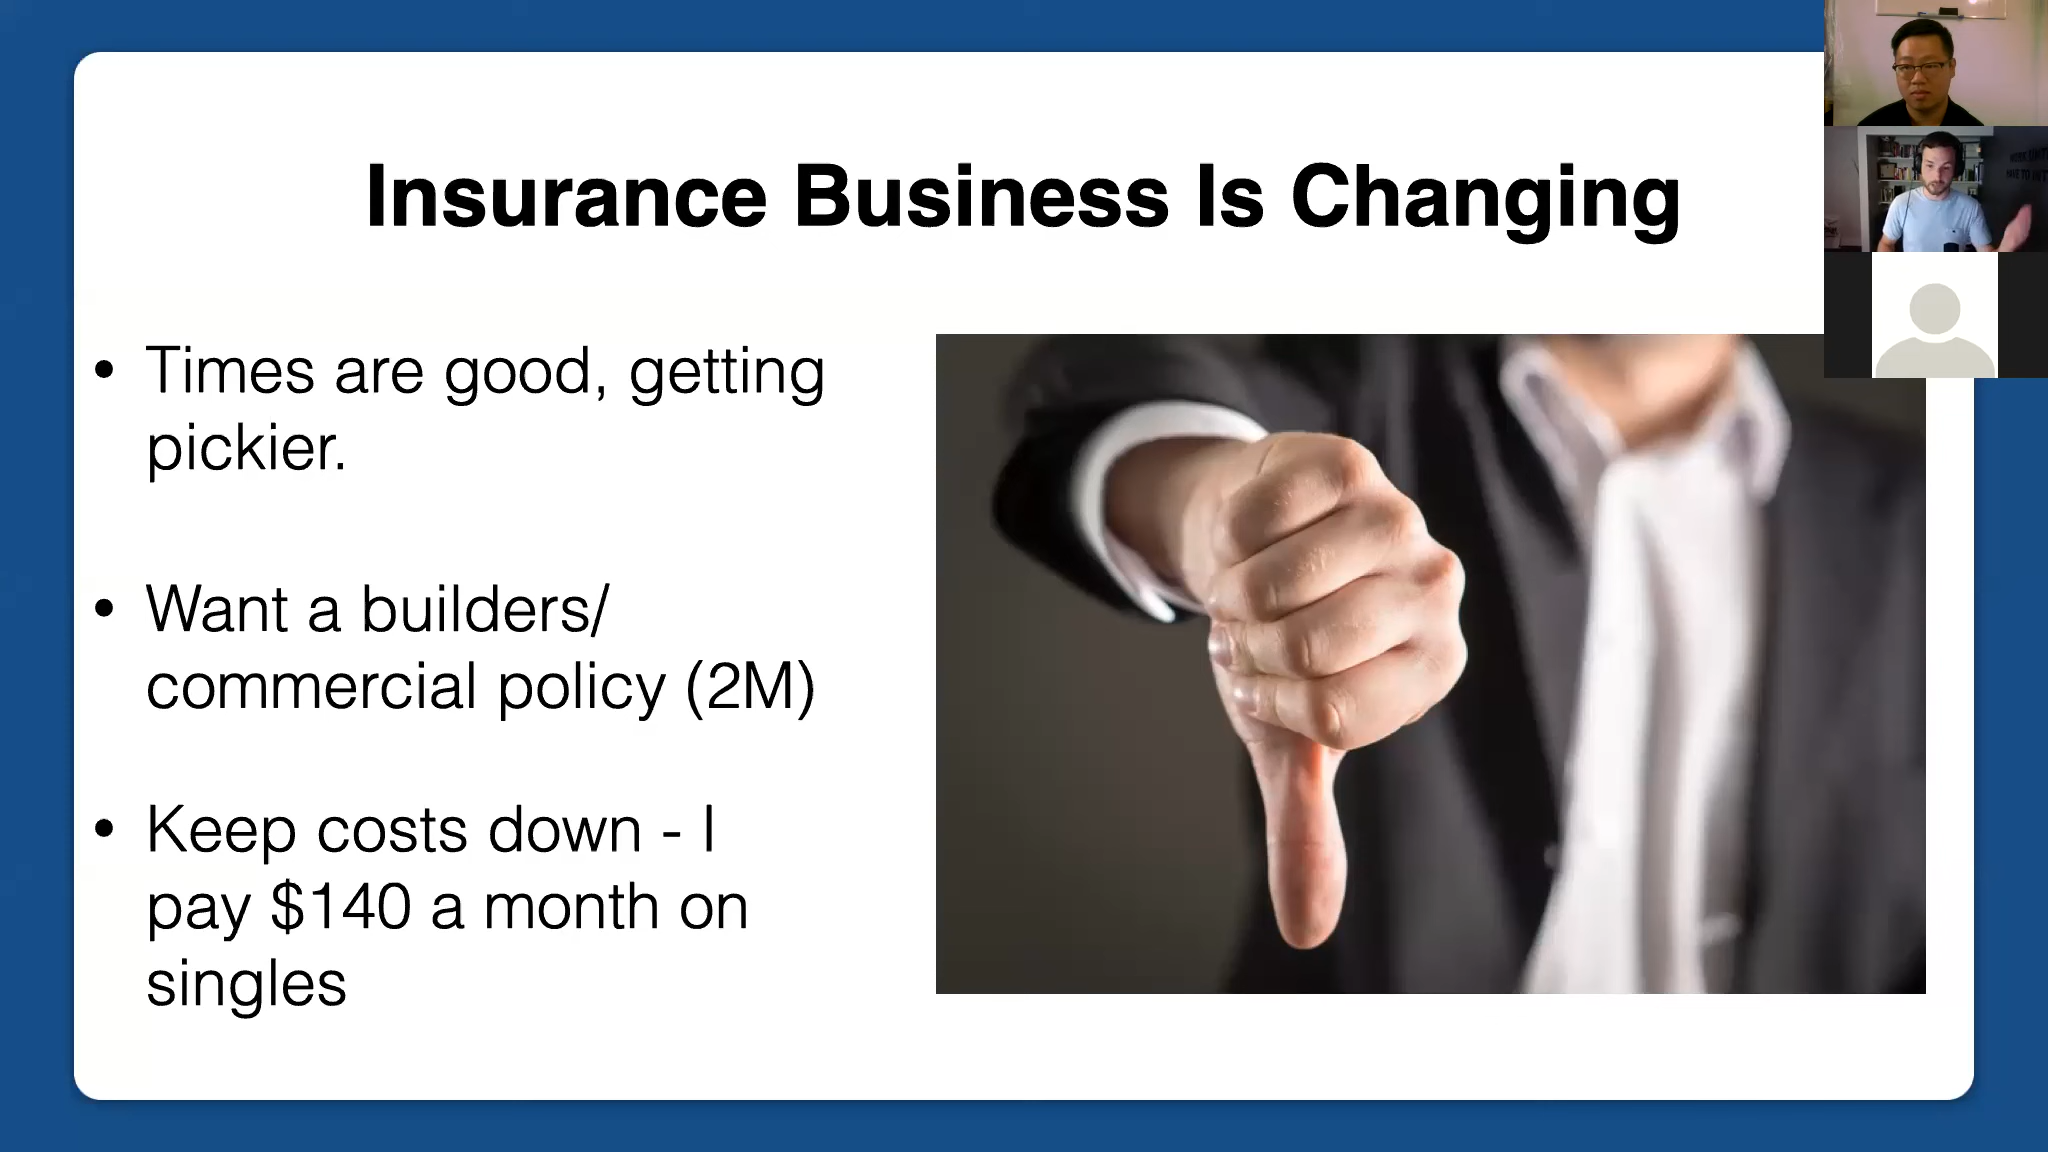 Insurance Business Is Changing
• Times are good, getting
pickier.
• Want a builders/
commercial policy (2M)
• Keep costs down - I
pay $140 a month on
singles